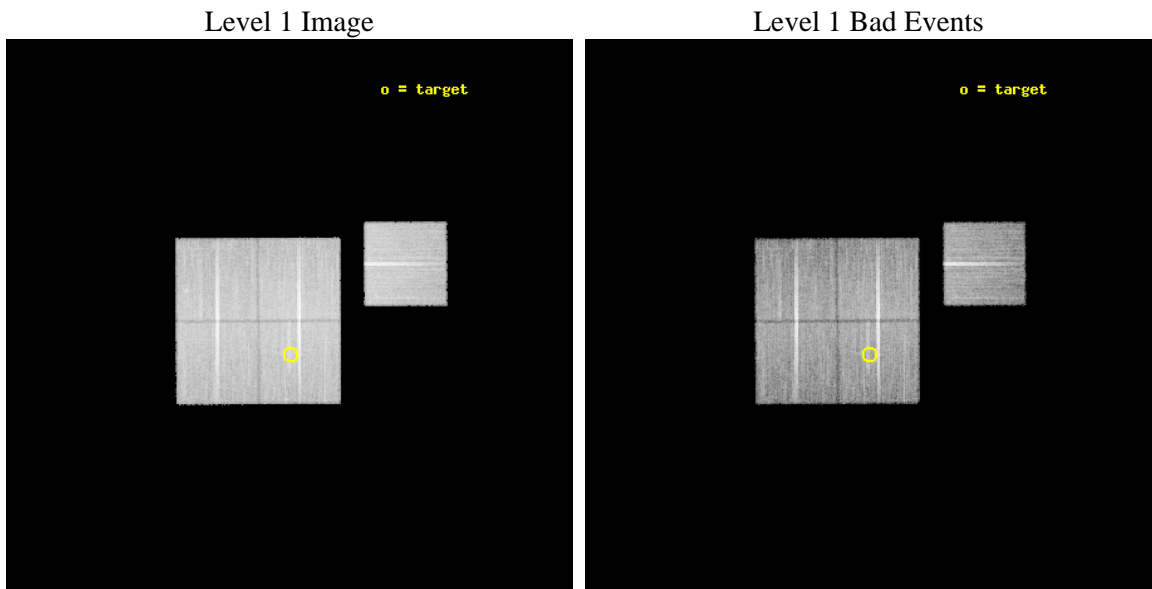 Level 1 Image
Level 1 Bad Events
o = target
o = target